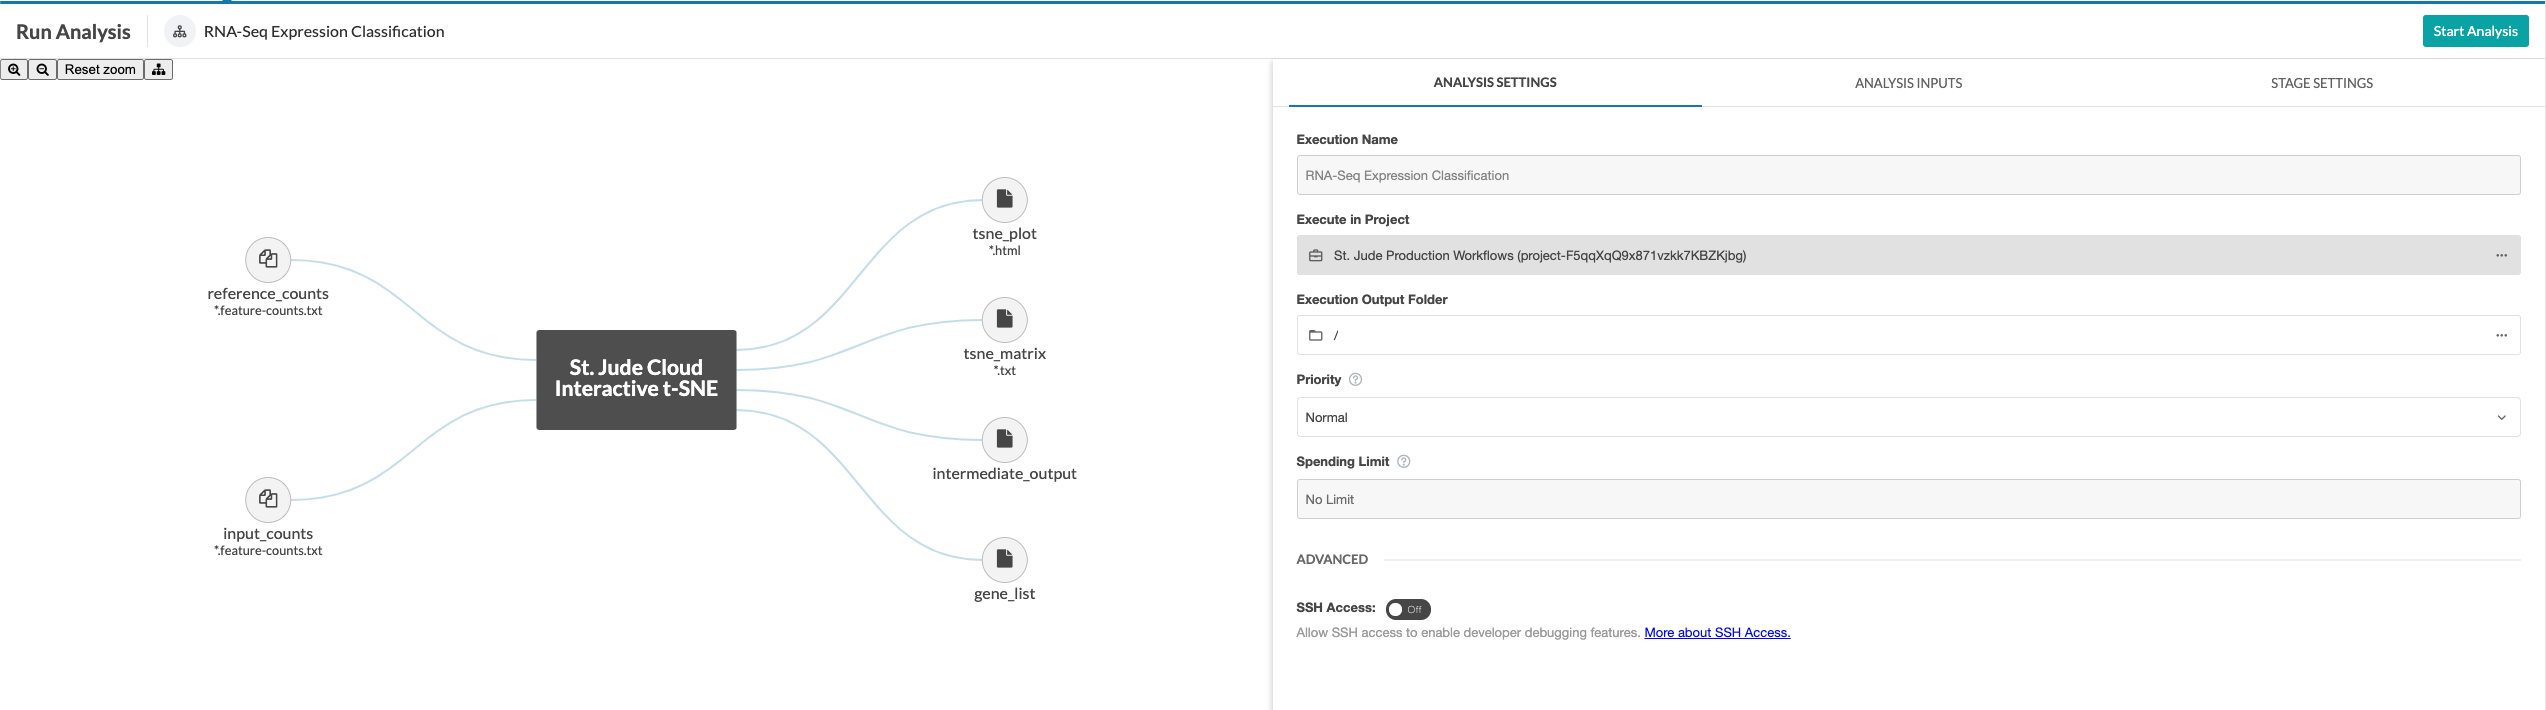 Run Analysis
RNA-Seq Expression Classification
Start Analysis
Reset zoom
reference_counts
*.feature-counts.txt
input_counts
*.feature-counts.txt
St. Jude Cloud
Interactive t-SNE
tsne_plot
*.html
tsne_matrix
*.txt
intermediate_output
gene_list
ANALYSIS SETTINGS
ANALYSIS INPUTS
STAGE SETTINGS
Execution Name
RNA-Seq Expression Classification
Execute in Project
St. Jude Production Workflows (project-F5qqXqQ9x871vzkk7KBZKjbg)
Execution Output Folder
/
Priority
Normal
Spending Limit
No Limit
ADVANCED
SSH Access: Off
Allow SSH access to enable developer debugging features. More about SSH Access.